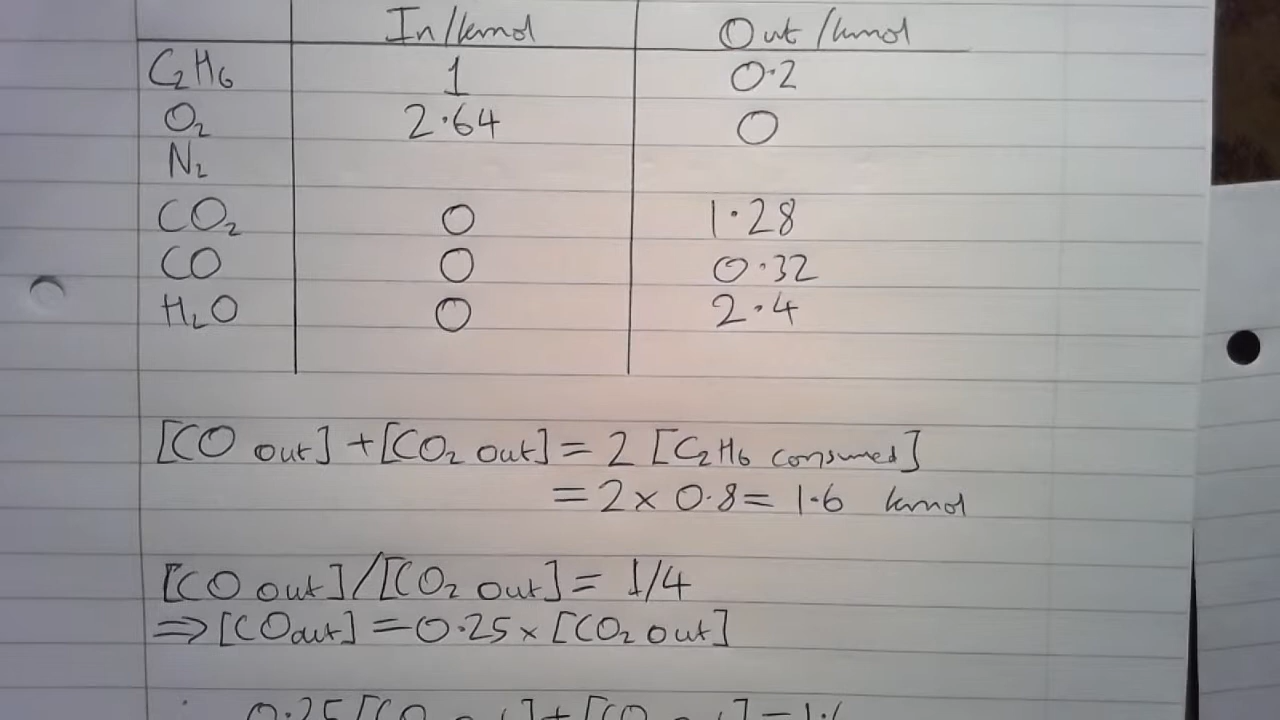 In/kmol Out/kmol
C₂H₆ 1 0.2
O₂ 2.64 0
N₂
CO₂ 0 1.28
CO 0 0.32
H₂O 0 2.4
[CO out] + [CO₂ out] = 2 [C₂H₆ consumed]
= 2 × 0.8 = 1.6 kmol
[CO out]/[CO₂ out] = 1/4
⇒ [CO out] = 0.25 × [CO₂ out]